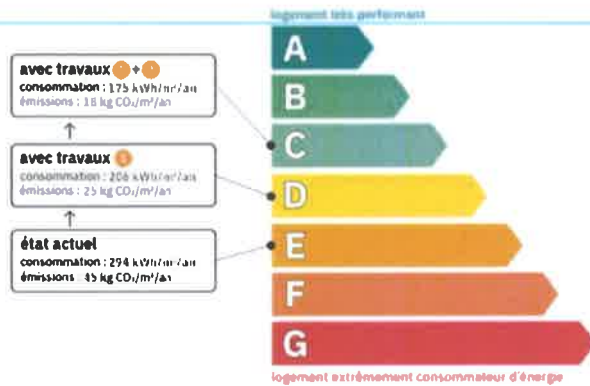 logement très performant
A
B
C
D
E
F
G
avec travaux +
consommation : 175 kWh/m²/an
émissions : 18 kg CO₂/m²/an
avec travaux
consommation : 206 kWh/m²/an
émissions : 25 kg CO₂/m²/an
état actuel
consommation : 294 kWh/m²/an
émissions : 45 kg CO₂/m²/an
logement extrêmement consommateur d'énergie